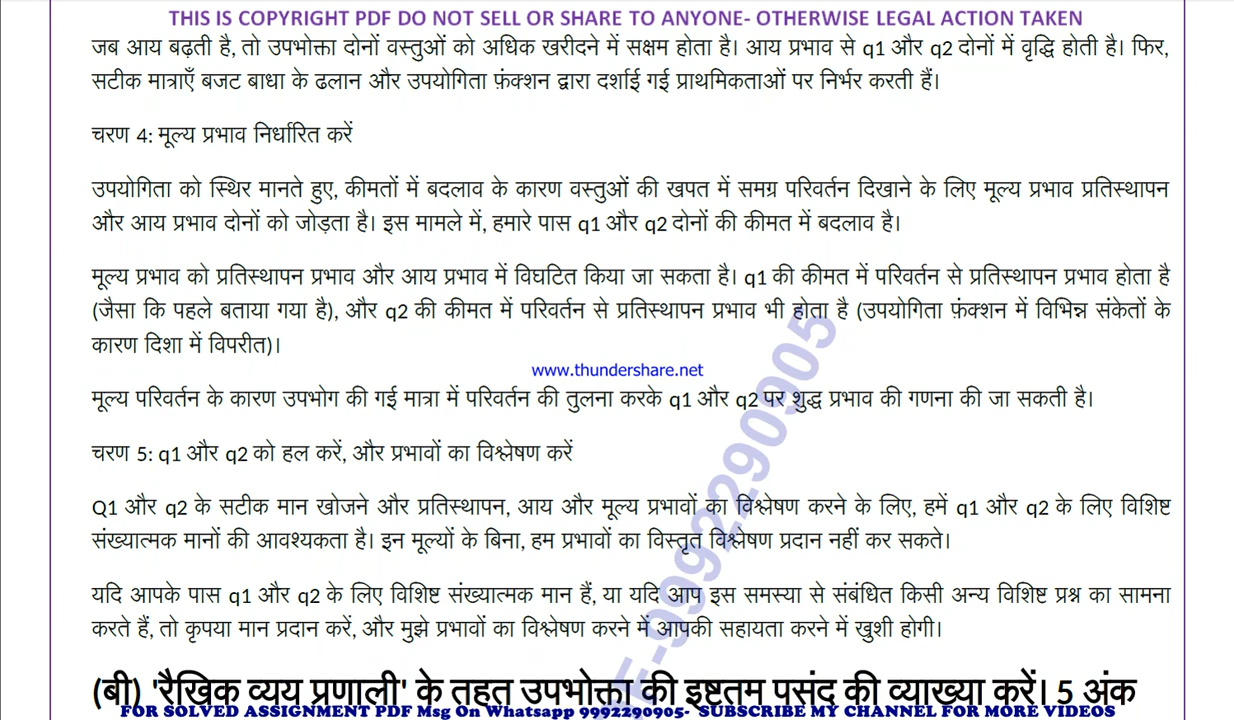 THIS IS COPYRIGHT PDF DO NOT SELL OR SHARE TO ANYONE- OTHERWISE LEGAL ACTION TAKEN
जब आय बढ़ती है, तो उपभोक्ता दोनों वस्तुओं को अधिक खरीदने में सक्षम होता है। आय प्रभाव से q1 और q2 दोनों में वृद्धि होती है। फिर,
सटीक मात्राएँ बजट बाधा के ढलान और उपयोगिता फ़ंक्शन द्वारा दर्शाई गई प्राथमिकताओं पर निर्भर करती हैं।
चरण 4: मूल्य प्रभाव निर्धारित करें
उपयोगिता को स्थिर मानते हुए, कीमतों में बदलाव के कारण वस्तुओं की खपत में समग्र परिवर्तन दिखाने के लिए मूल्य प्रभाव प्रतिस्थापन
और आय प्रभाव दोनों को जोड़ता है। इस मामले में, हमारे पास q1 और q2 दोनों की कीमत में बदलाव है।
मूल्य प्रभाव को प्रतिस्थापन प्रभाव और आय प्रभाव में विघटित किया जा सकता है। q1 की कीमत में परिवर्तन से प्रतिस्थापन प्रभाव होता है
(जैसा कि पहले बताया गया है), और q2 की कीमत में परिवर्तन से प्रतिस्थापन प्रभाव भी होता है (उपयोगिता फ़ंक्शन में विभिन्न संकेतों के
कारण दिशा में विपरीत)।
www.thundershare.net
मूल्य परिवर्तन के कारण उपभोग की गई मात्रा में परिवर्तन की तुलना करके q1 और q2 पर शुद्ध प्रभाव की गणना की जा सकती है।
चरण 5: q1 और q2 को हल करें, और प्रभावों का विश्लेषण करें
Q1 और q2 के सटीक मान खोजने और प्रतिस्थापन, आय और मूल्य प्रभावों का विश्लेषण करने के लिए, हमें q1 और q2 के लिए विशिष्ट
संख्यात्मक मानों की आवश्यकता है। इन मूल्यों के बिना, हम प्रभावों का विस्तृत विश्लेषण प्रदान नहीं कर सकते।
यदि आपके पास q1 और q2 के लिए विशिष्ट संख्यात्मक मान हैं, या यदि आप इस समस्या से संबंधित किसी अन्य विशिष्ट प्रश्न का सामना
करते हैं, तो कृपया मान प्रदान करें, और मुझे प्रभावों का विश्लेषण करने में आपकी सहायता करने में खुशी होगी।
(बी) 'रैखिक व्यय प्रणाली' के तहत उपभोक्ता की इष्टतम पसंद की व्याख्या करें। 5 अंक
FOR SOLVED ASSIGNMENT PDF Msg On Whatsapp 9992290905- SUBSCRIBE MY CHANNEL FOR MORE VIDEOS